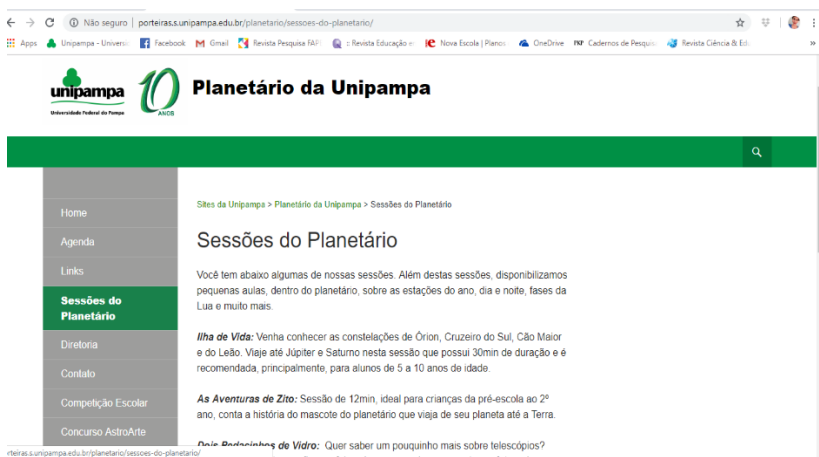 Não seguro | porteiras.s.unipampa.edu.br/planetario/sessoes-do-planetario/
Apps Unipampa - Universi Facebook Gmail Revista Pesquisa FAP :: Revista Educação e Nova Escola | Planos OneDrive PKP Cadernos de Pesquis Revista Ciência & Ed »
unipampa
Universidade Federal do Pampa
10
ANOS
Planetário da Unipampa
Sites da Unipampa > Planetário da Unipampa > Sessões do Planetário
Home
Agenda
Links
Sessões do
Planetário
Diretoria
Contato
Competição Escolar
Concurso AstroArte
Sessões do Planetário
Você tem abaixo algumas de nossas sessões. Além destas sessões, disponibilizamos
pequenas aulas, dentro do planetário, sobre as estações do ano, dia e noite, fases da
Lua e muito mais.
Ilha de Vida: Venha conhecer as constelações de Órion, Cruzeiro do Sul, Cão Maior
e do Leão. Viaje até Júpiter e Saturno nesta sessão que possui 30min de duração e é
recomendada, principalmente, para alunos de 5 a 10 anos de idade.
As Aventuras de Zito: Sessão de 12min, ideal para crianças da pré-escola ao 2º
ano, conta a história do mascote do planetário que viaja de seu planeta até a Terra.
Dois Pedacinhos de Vidro: Quer saber um pouquinho mais sobre telescópios?
rteiras.s.unipampa.edu.br/planetario/sessoes-do-planetario/